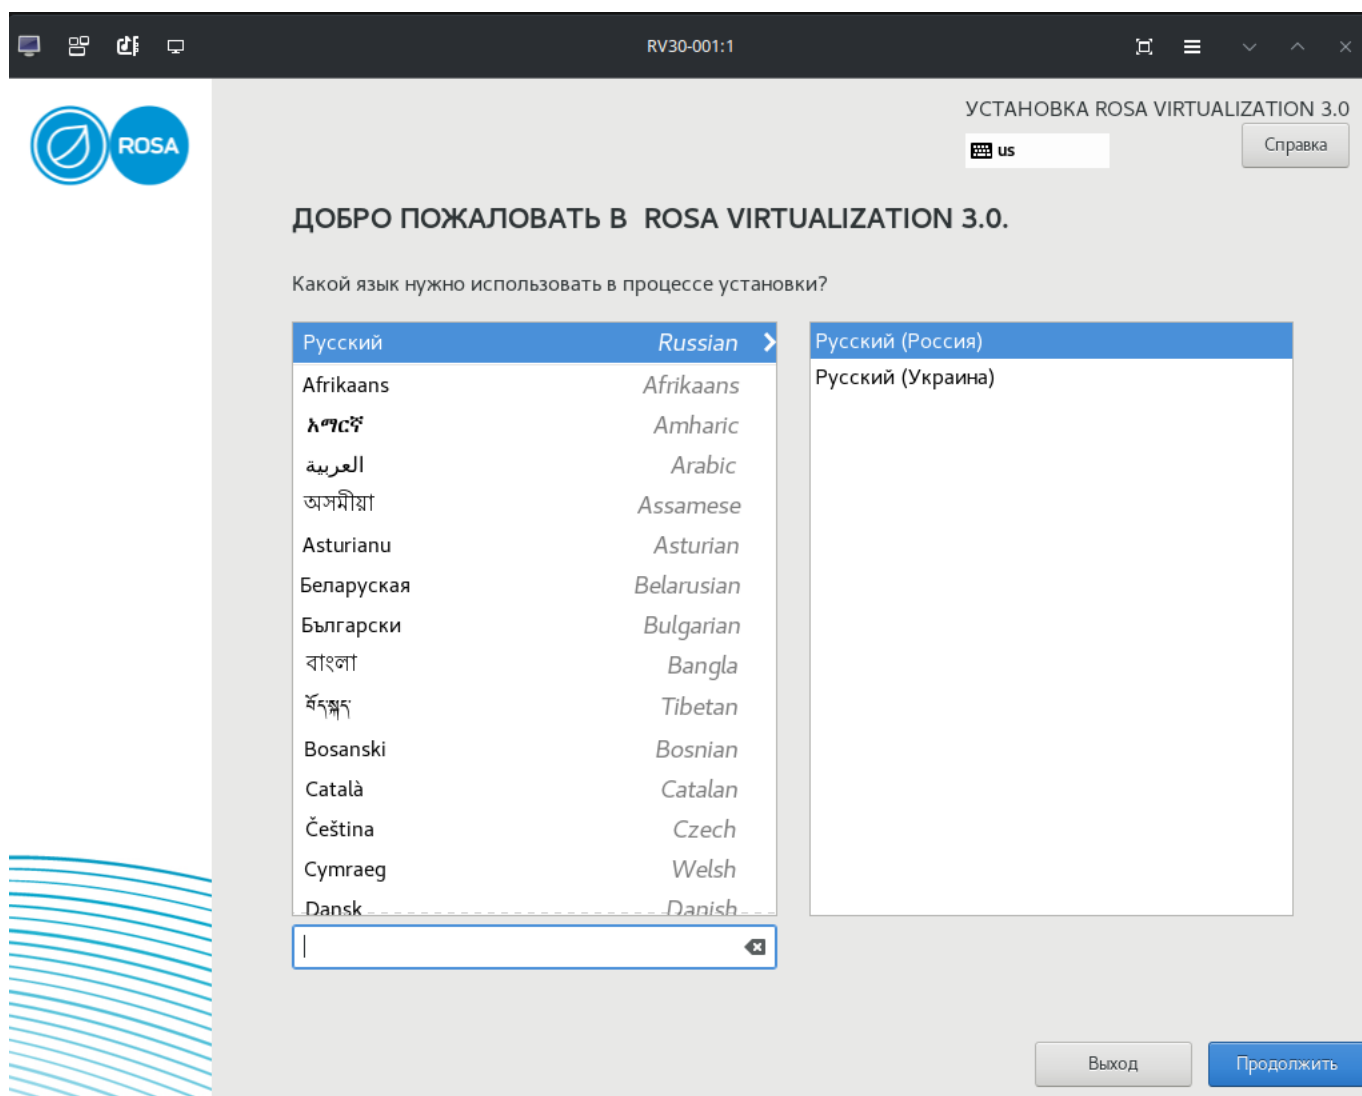 RV30-001:1
ROSA
УСТАНОВКА ROSA VIRTUALIZATION 3.0
us
Справка
ДОБРО ПОЖАЛОВАТЬ В ROSA VIRTUALIZATION 3.0.
Какой язык нужно использовать в процессе установки?
Русский Russian
Afrikaans Afrikaans
አማርኛ Amharic
العربية Arabic
অসমীয়া Assamese
Asturianu Asturian
Беларуская Belarusian
Български Bulgarian
বাংলা Bangla
བོད་སྐད་ Tibetan
Bosanski Bosnian
Català Catalan
Čeština Czech
Cymraeg Welsh
Dansk Danish
Русский (Россия)
Русский (Украина)
Выход
Продолжить